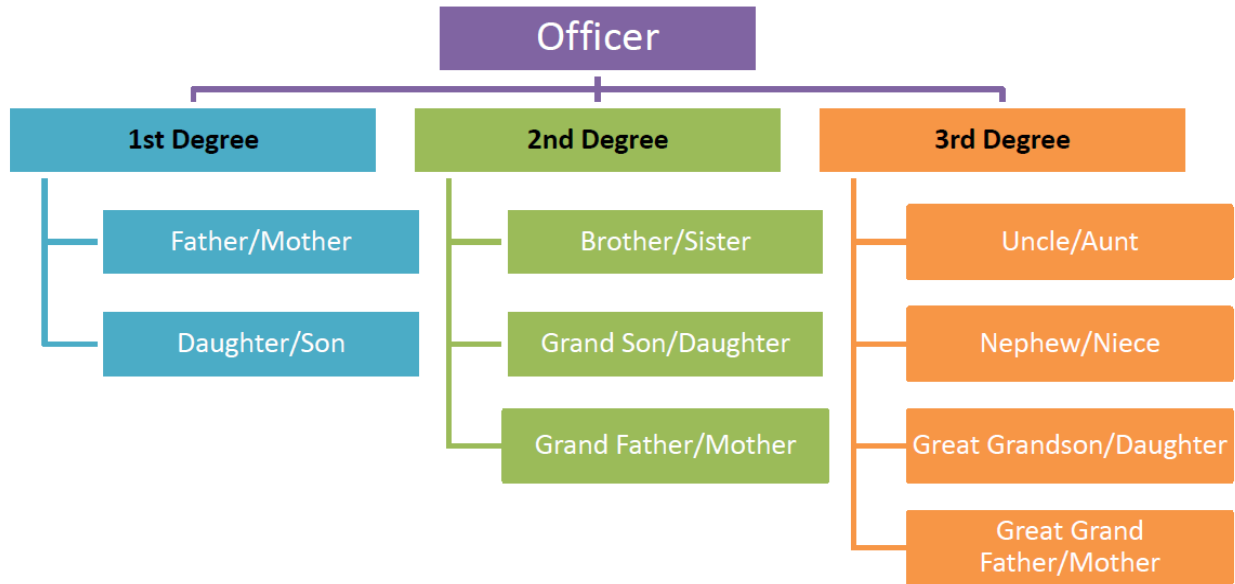 Officer
1st Degree
2nd Degree
3rd Degree
Father/Mother
Brother/Sister
Uncle/Aunt
Daughter/Son
Grand Son/Daughter
Nephew/Niece
Grand Father/Mother
Great Grandson/Daughter
Great Grand
Father/Mother